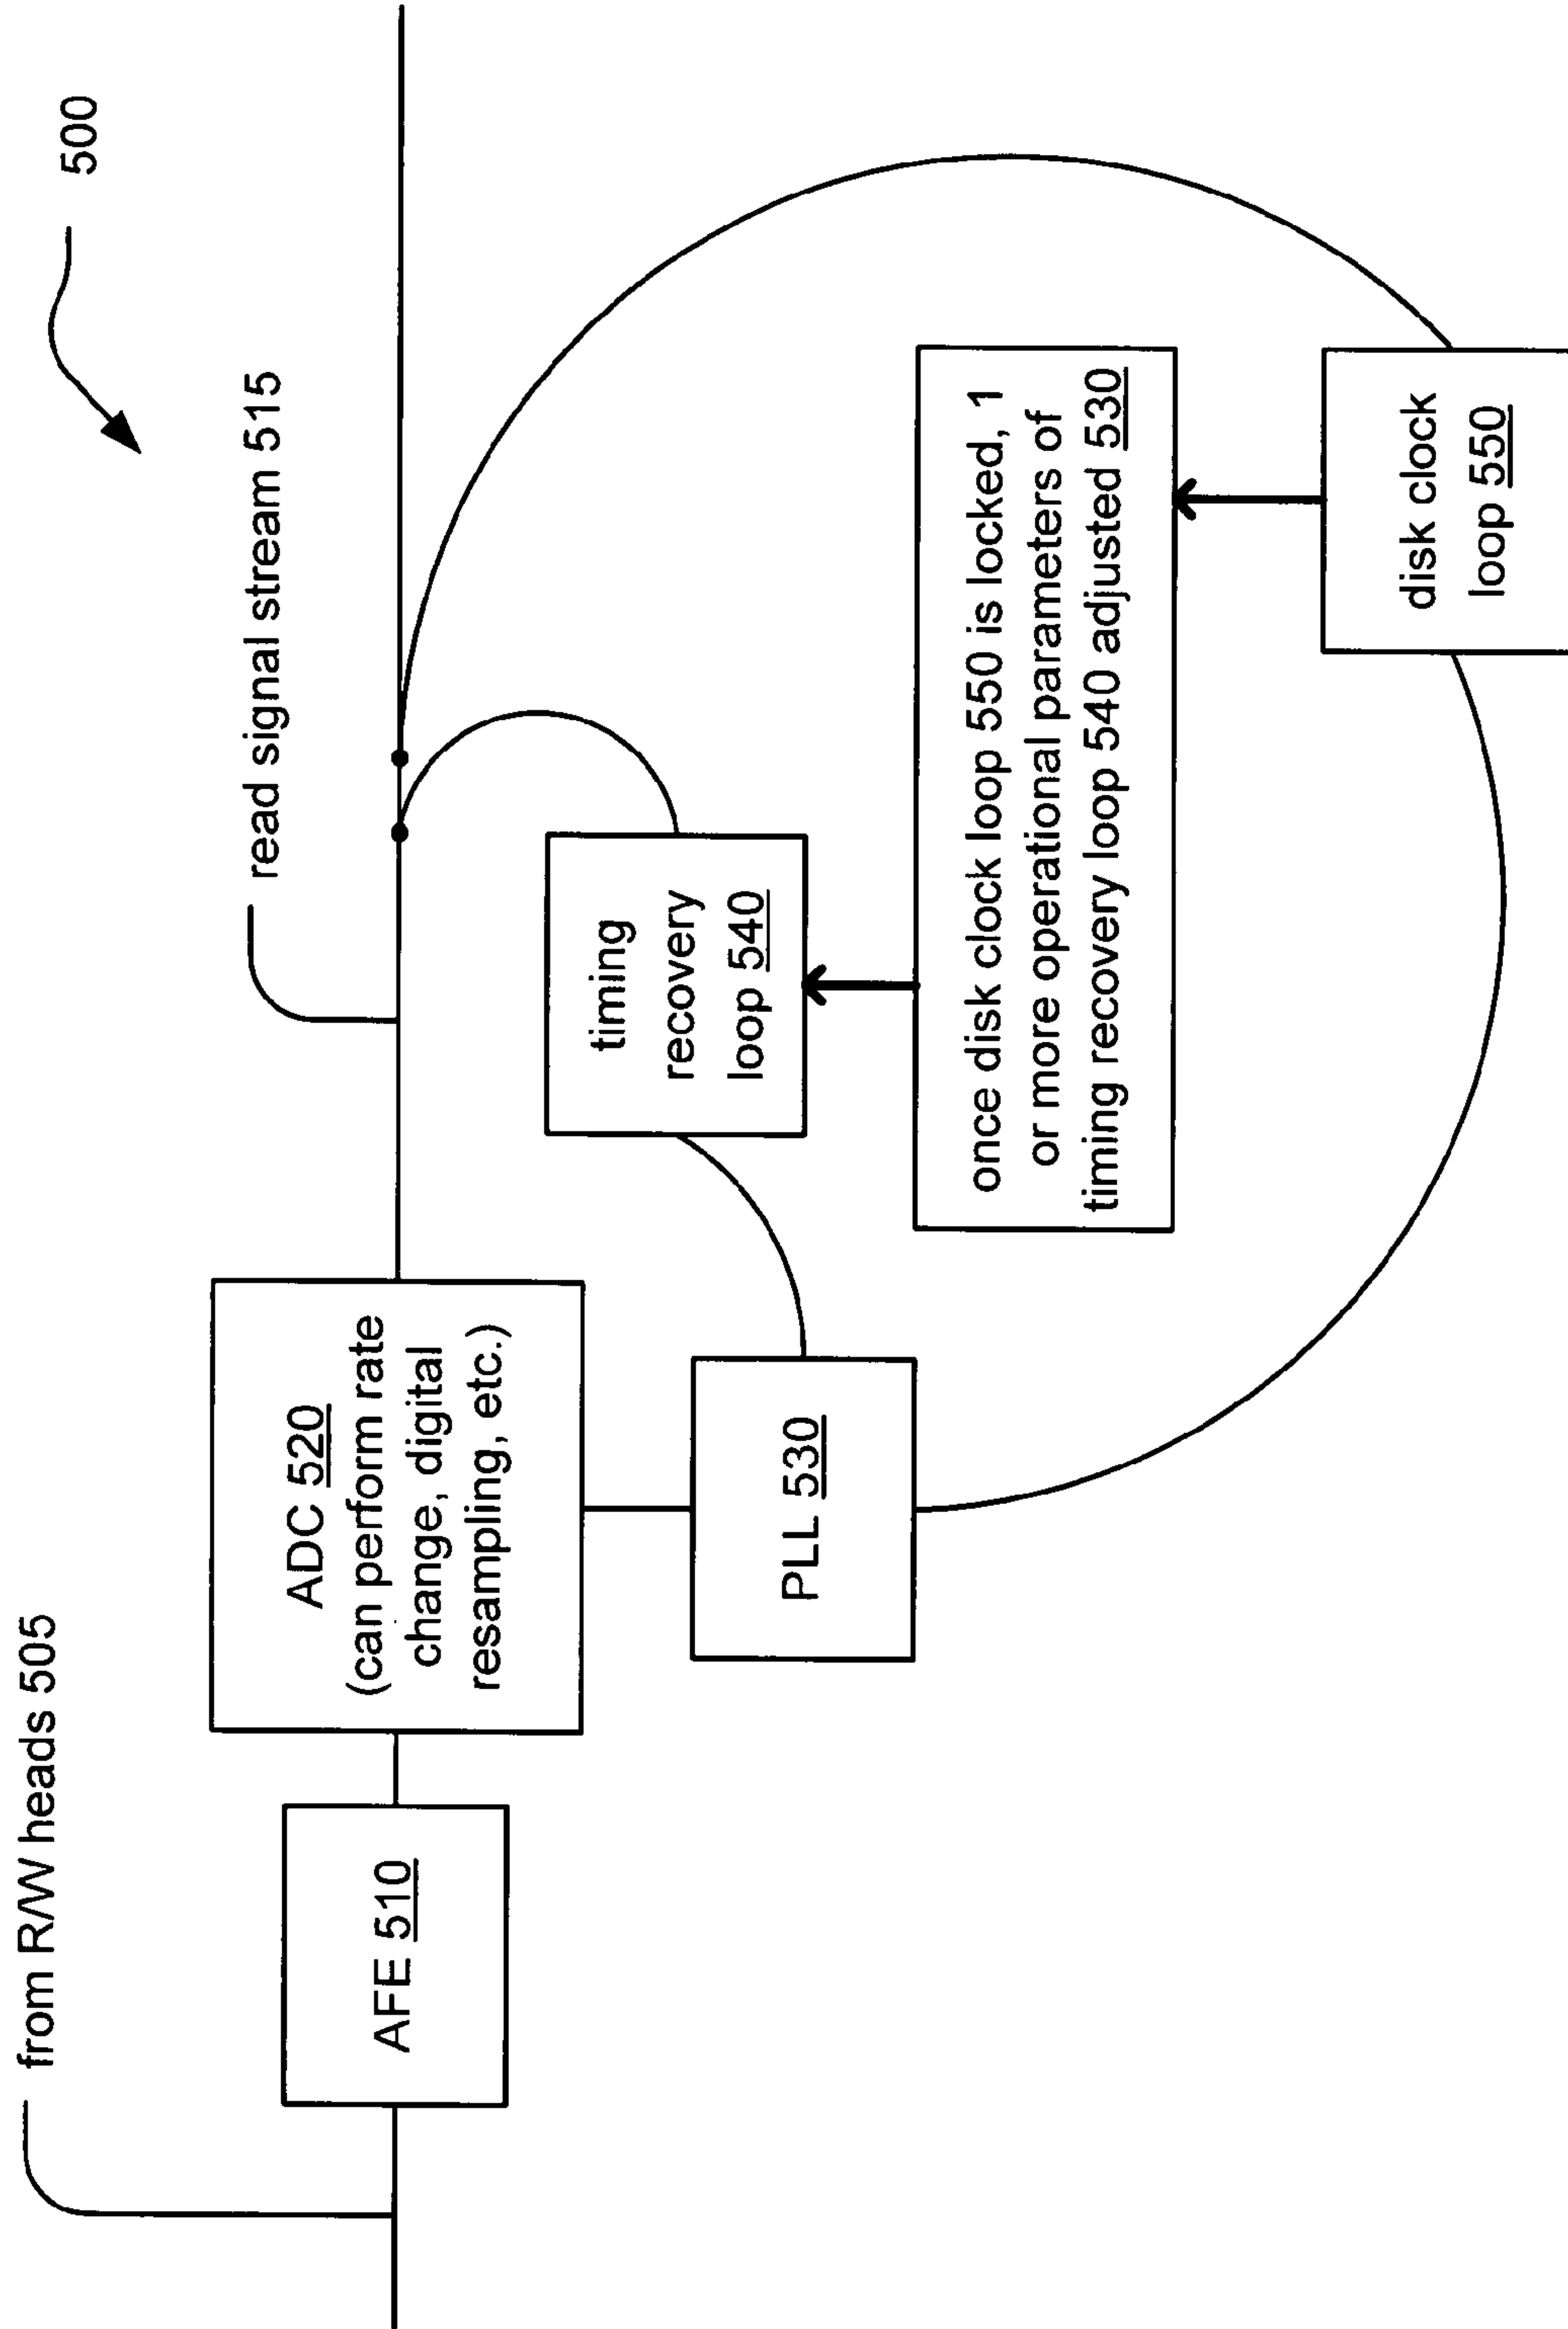 500
from R/W heads 505
read signal stream 515
AFE 510
ADC 520
(can perform rate
change, digital
resampling, etc.)
PLL 530
timing
recovery
loop 540
once disk clock loop 550 is locked, 1
or more operational parameters of
timing recovery loop 540 adjusted 530
disk clock
loop 550